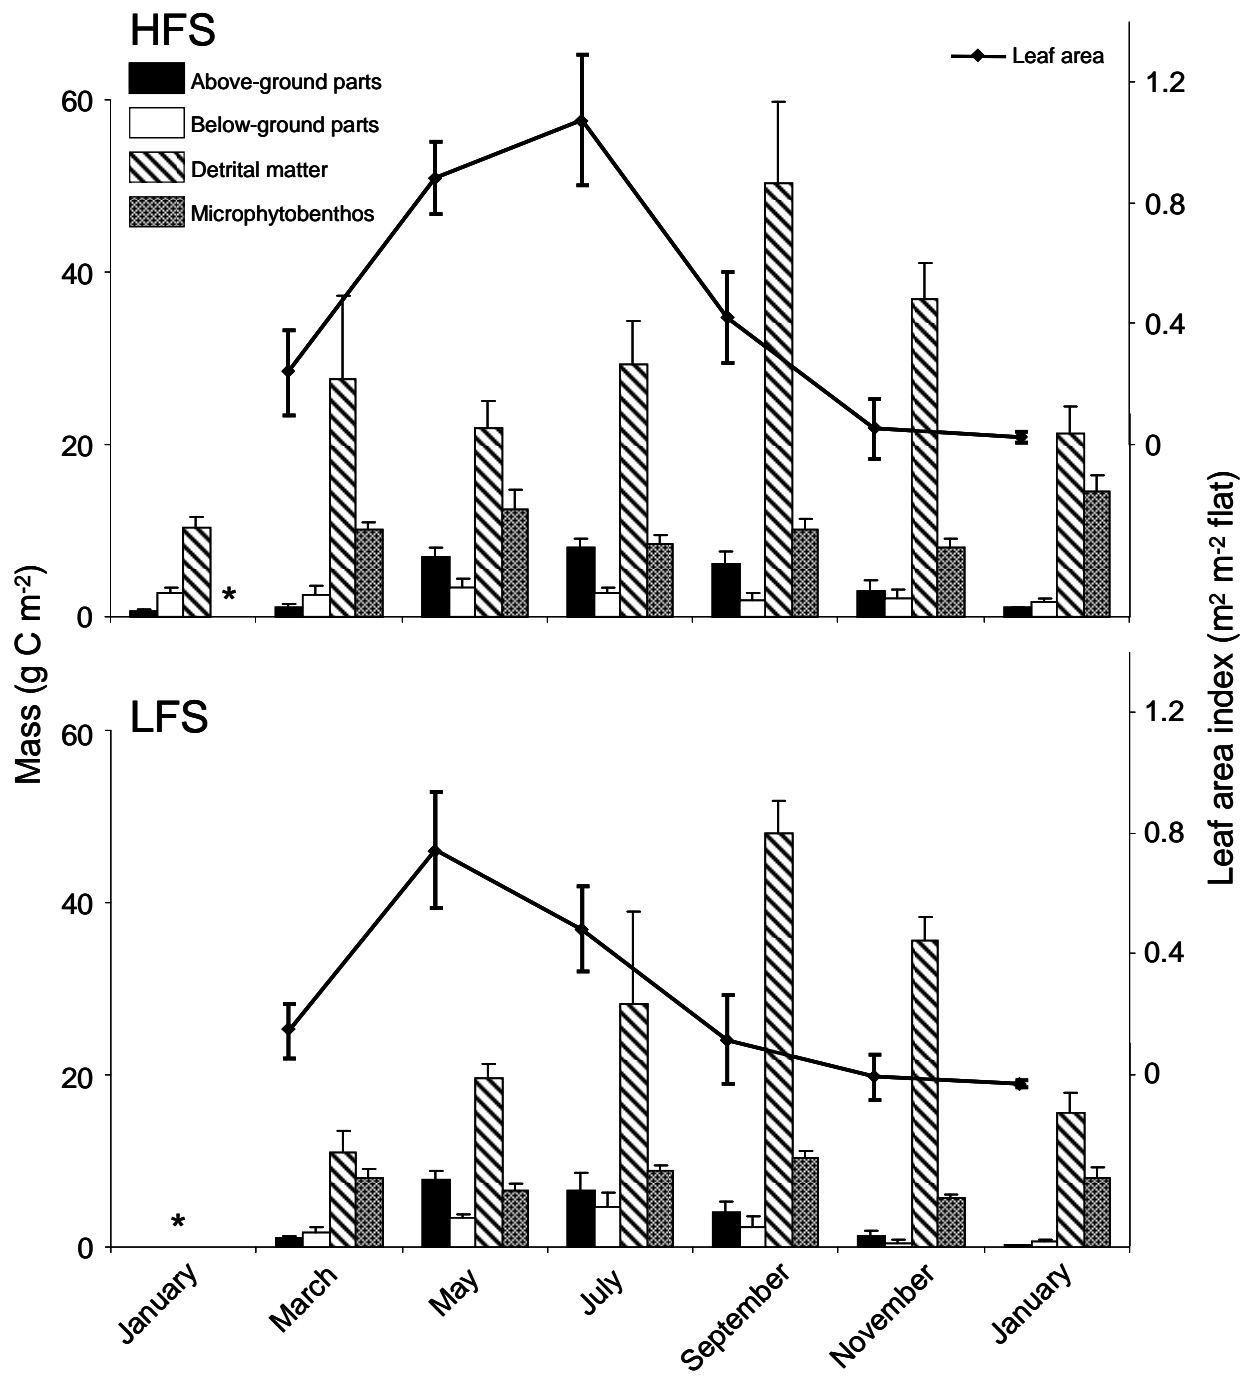 HFS
Above-ground parts
Below-ground parts
Detrital matter
Microphytobenthos
Leaf area
60
40
20
0
1.2
0.8
0.4
0
*
LFS
60
40
20
0
1.2
0.8
0.4
0
*
Mass (g C m-2)
Leaf area index (m² m-² flat)
January
March
May
July
September
November
January